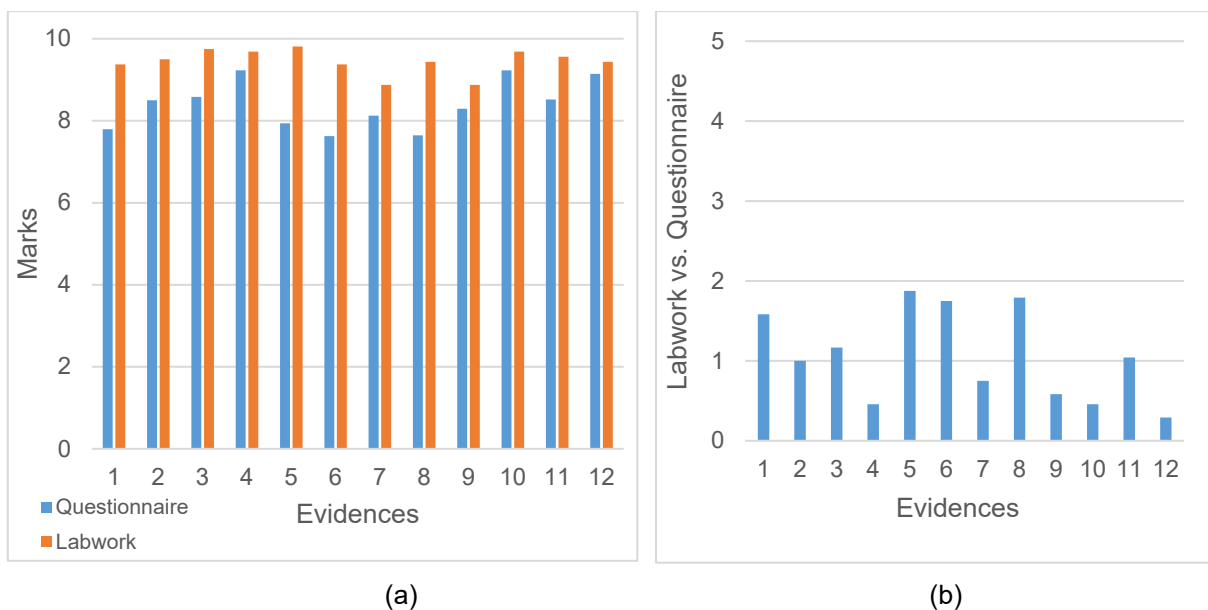 10
8
6
4
2
0
Marks
1 2 3 4 5 6 7 8 9 10 11 12
Evidences
Questionnaire
Labwork
(a)
5
4
3
2
1
0
Labwork vs. Questionnaire
1 2 3 4 5 6 7 8 9 10 11 12
Evidences
(b)